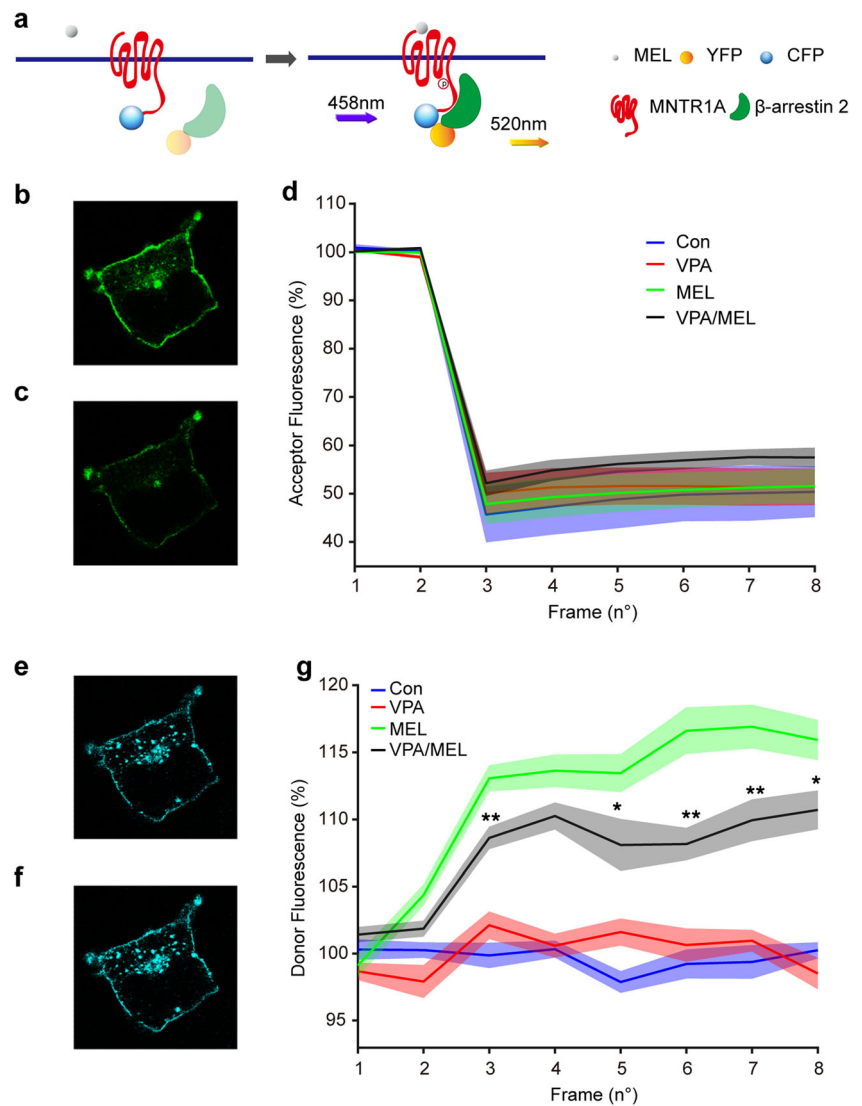 a
MEL YFP CFP
458nm
520nm
P
MNTR1A β-arrestin 2
b
c
d
110
100
90
80
70
60
50
40
Acceptor Fluorescence (%)
Con
VPA
MEL
VPA/MEL
1 2 3 4 5 6 7 8
Frame (n°)
e
f
g
120
115
110
105
100
95
Donor Fluorescence (%)
Con
VPA
MEL
VPA/MEL
** * ** ** *
1 2 3 4 5 6 7 8
Frame (n°)